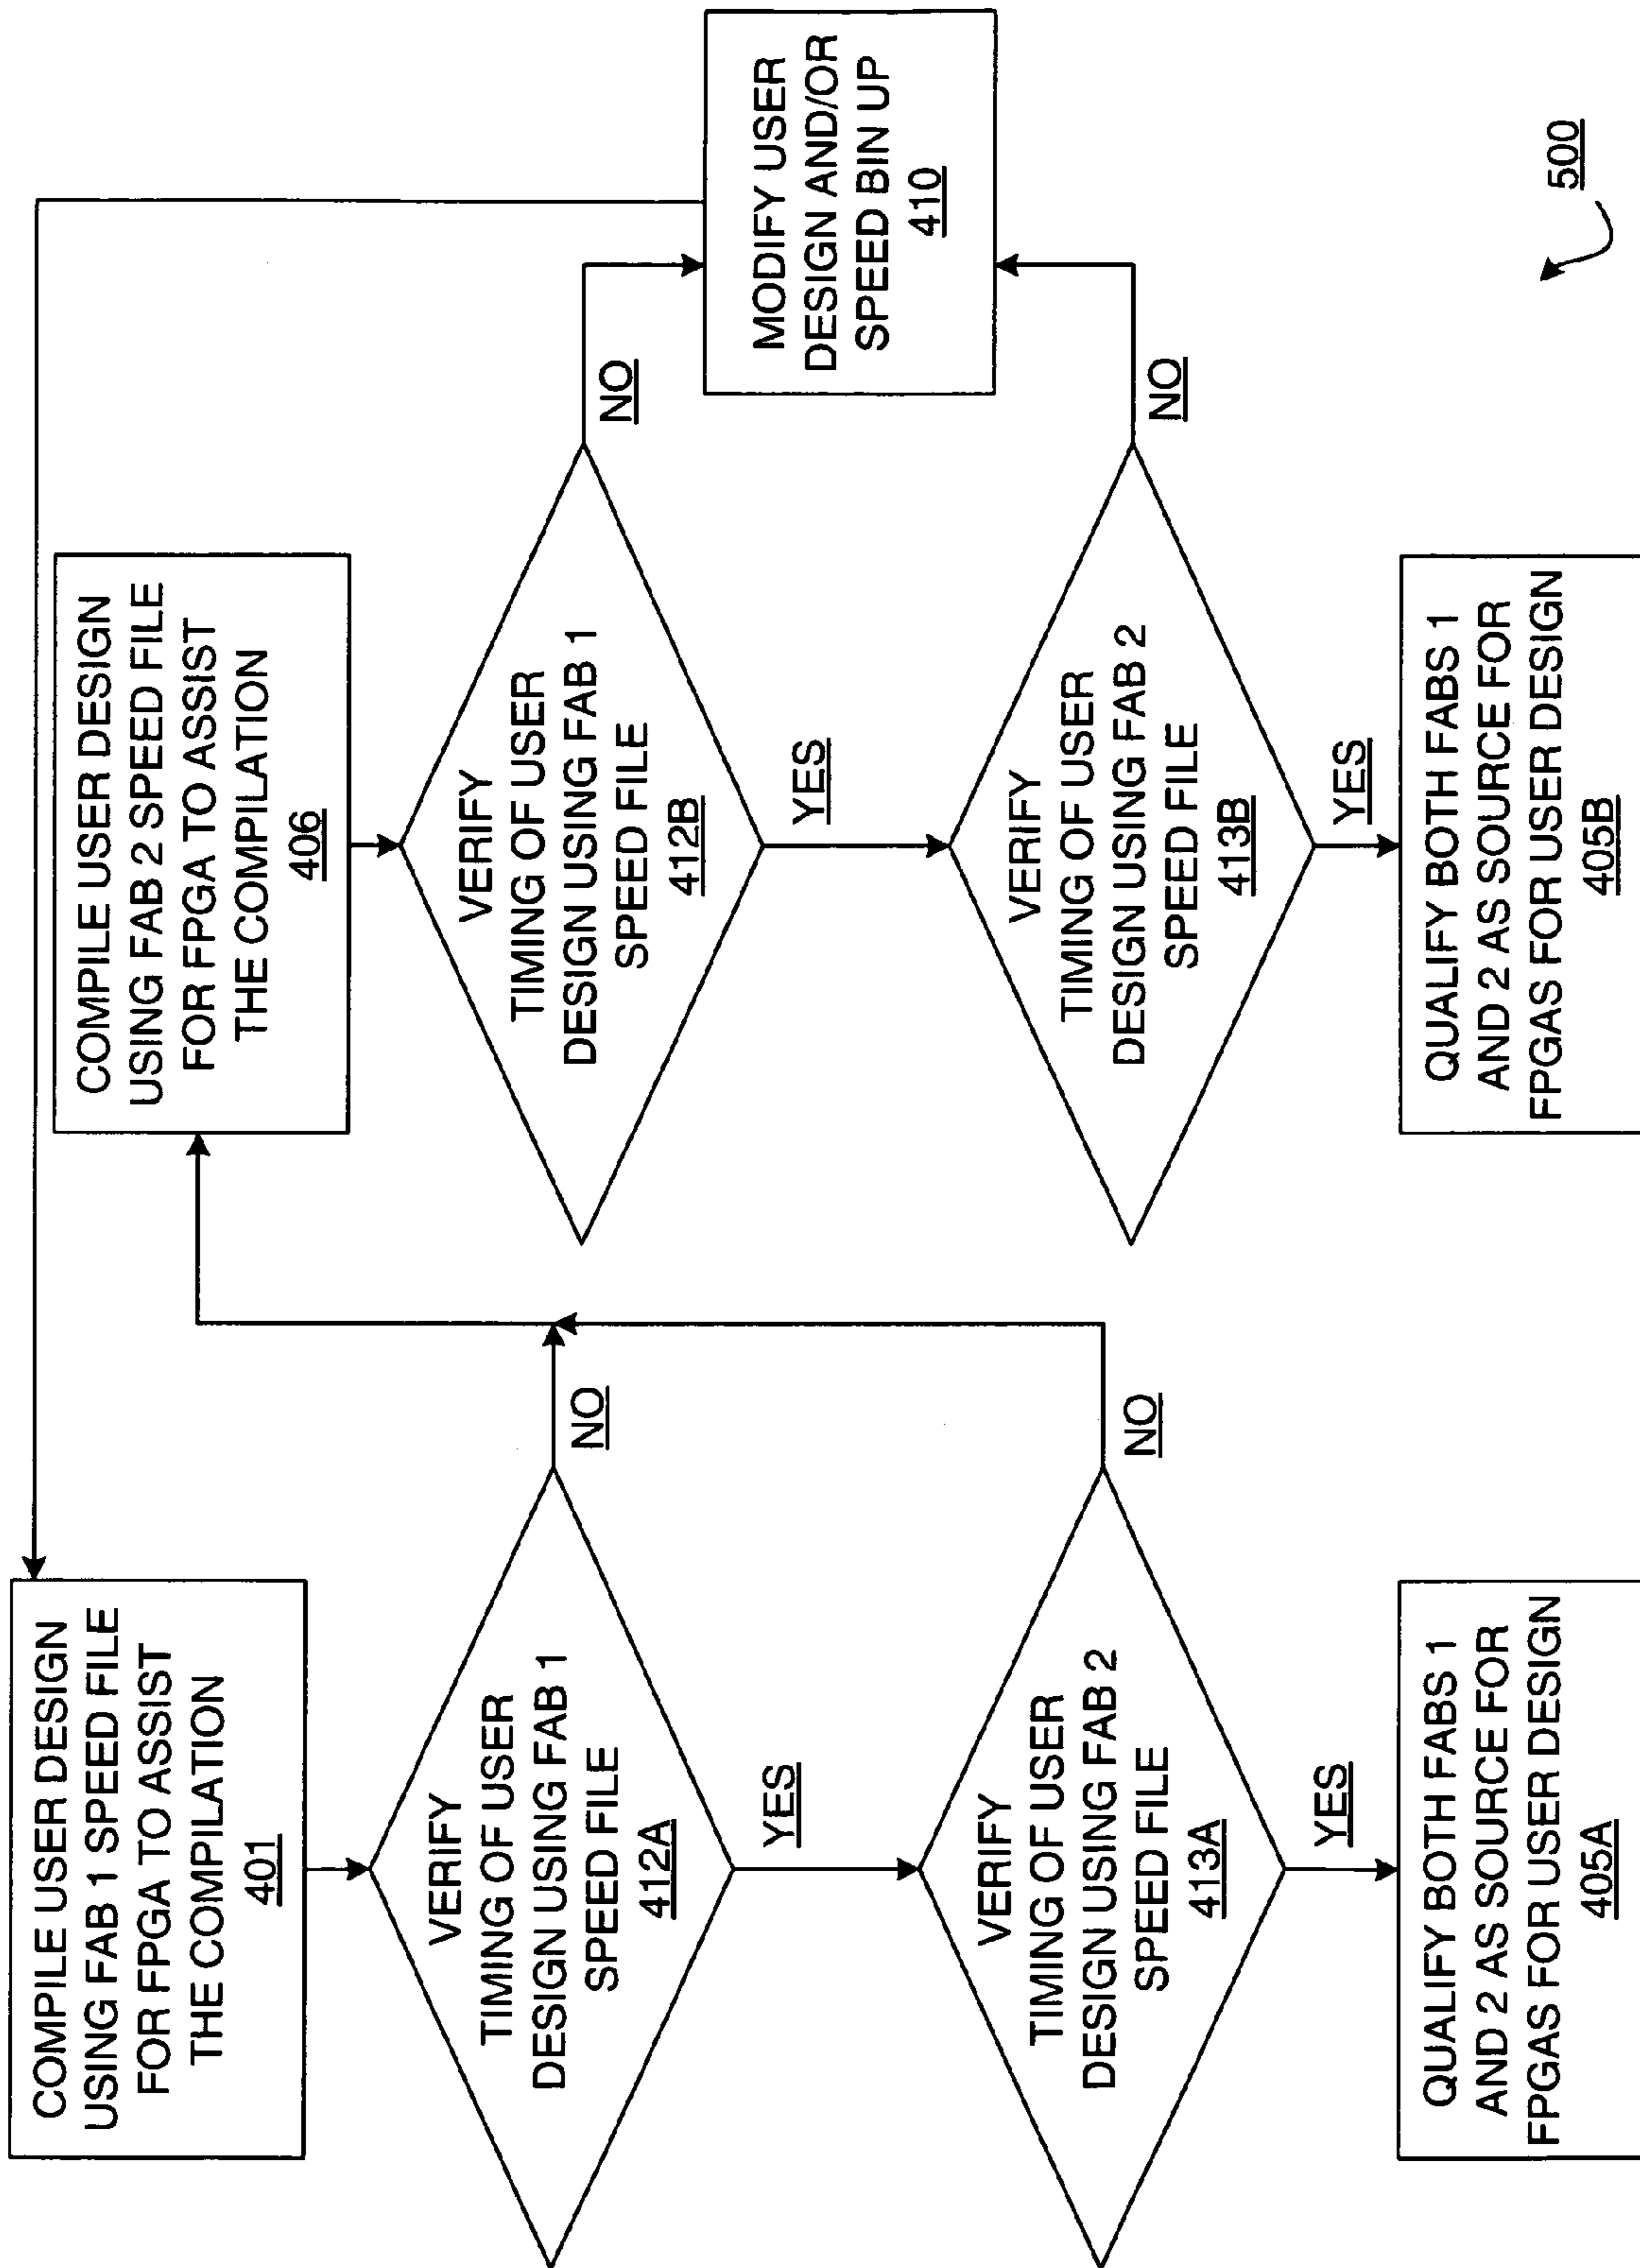 COMPILE USER DESIGN
USING FAB 1 SPEED FILE
FOR FPGA TO ASSIST
THE COMPILATION
401
VERIFY
TIMING OF USER
DESIGN USING FAB 1
SPEED FILE
412A
NO
YES
VERIFY
TIMING OF USER
DESIGN USING FAB 2
SPEED FILE
413A
NO
YES
QUALIFY BOTH FABS 1
AND 2 AS SOURCE FOR
FPGAS FOR USER DESIGN
405A
COMPILE USER DESIGN
USING FAB 2 SPEED FILE
FOR FPGA TO ASSIST
THE COMPILATION
406
VERIFY
TIMING OF USER
DESIGN USING FAB 1
SPEED FILE
412B
NO
YES
VERIFY
TIMING OF USER
DESIGN USING FAB 2
SPEED FILE
413B
NO
YES
QUALIFY BOTH FABS 1
AND 2 AS SOURCE FOR
FPGAS FOR USER DESIGN
405B
MODIFY USER
DESIGN AND/OR
SPEED BIN UP
410
500